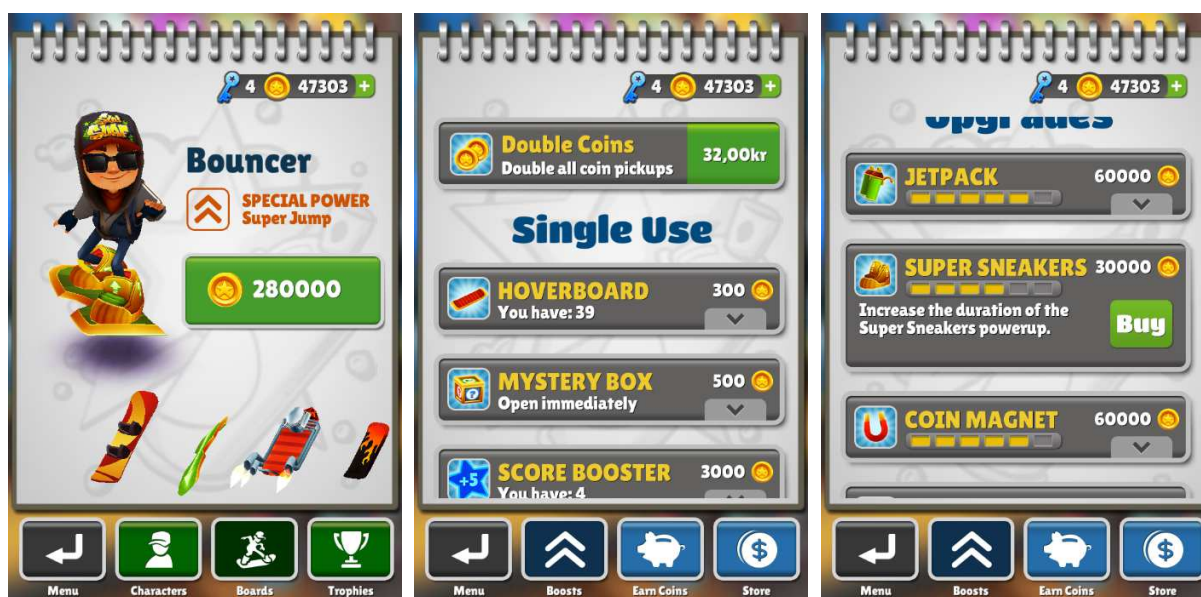 4 47303 +
Bouncer
SPECIAL POWER
Super Jump
280000
Menu Characters Boards Trophies
4 47303 +
Double Coins
Double all coin pickups
32,00kr
Single Use
HOVERBOARD 300
You have: 39
MYSTERY BOX 500
Open immediately
+5
SCORE BOOSTER 3000
You have: 4
Menu Boosts Earn Coins Store
4 47303 +
Upgrades
JETPACK 60000
SUPER SNEAKERS 30000
Increase the duration of the
Super Sneakers powerup.
Buy
COIN MAGNET 60000
Menu Boosts Earn Coins Store